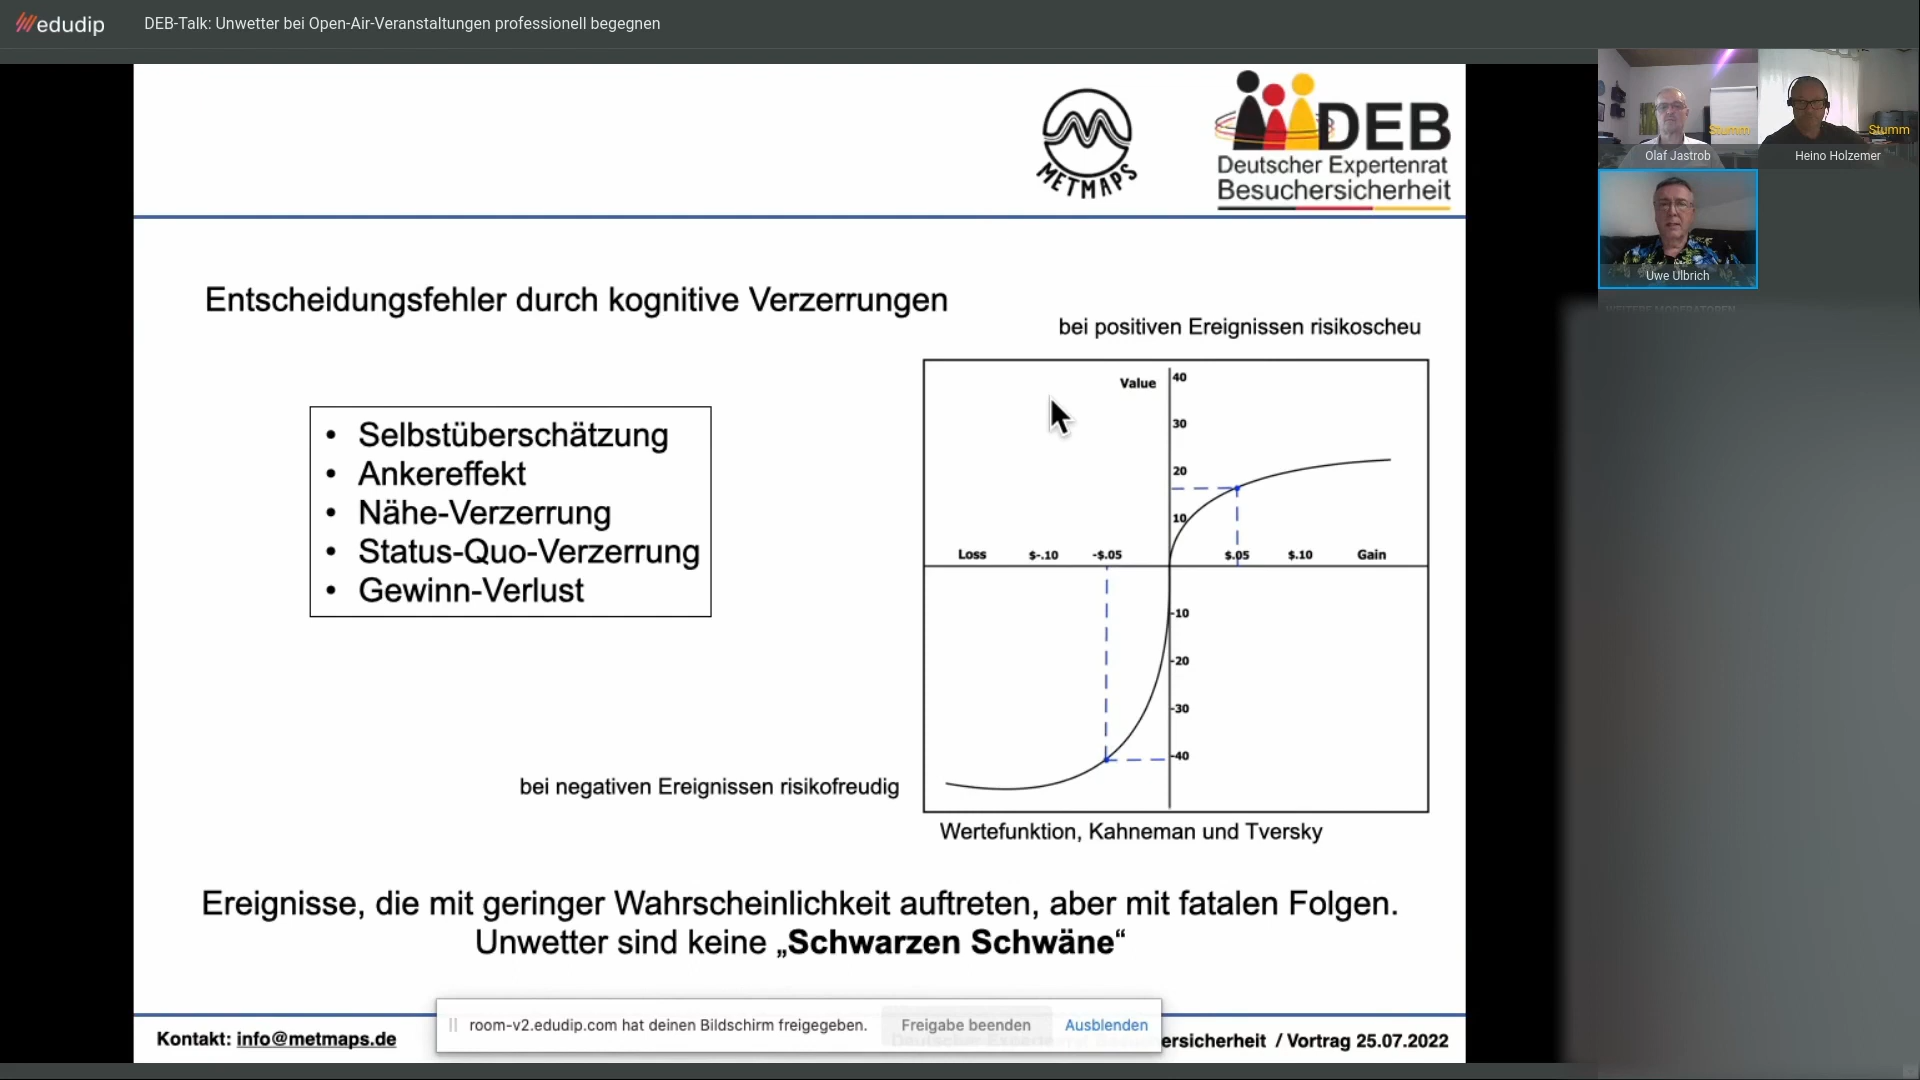 edudip
DEB-Talk: Unwetter bei Open-Air-Veranstaltungen professionell begegnen
METMAPS
DEB
Deutscher Expertenrat
Besuchersicherheit
Stumm
Olaf Jastrob
Stumm
Heino Holzemer
Uwe Ulbrich
WEITERE MODERATOREN
Entscheidungsfehler durch kognitive Verzerrungen
bei positiven Ereignissen risikoscheu
• Selbstüberschätzung
• Ankereffekt
• Nähe-Verzerrung
• Status-Quo-Verzerrung
• Gewinn-Verlust
Value
40
30
20
10
Loss $-.10 -$.05 $.05 $.10 Gain
-10
-20
-30
-40
bei negativen Ereignissen risikofreudig
Wertefunktion, Kahneman und Tversky
Ereignisse, die mit geringer Wahrscheinlichkeit auftreten, aber mit fatalen Folgen.
Unwetter sind keine „Schwarzen Schwäne“
room-v2.edudip.com hat deinen Bildschirm freigegeben. Freigabe beenden Ausblenden
Kontakt: info@metmaps.de
ersicherheit / Vortrag 25.07.2022